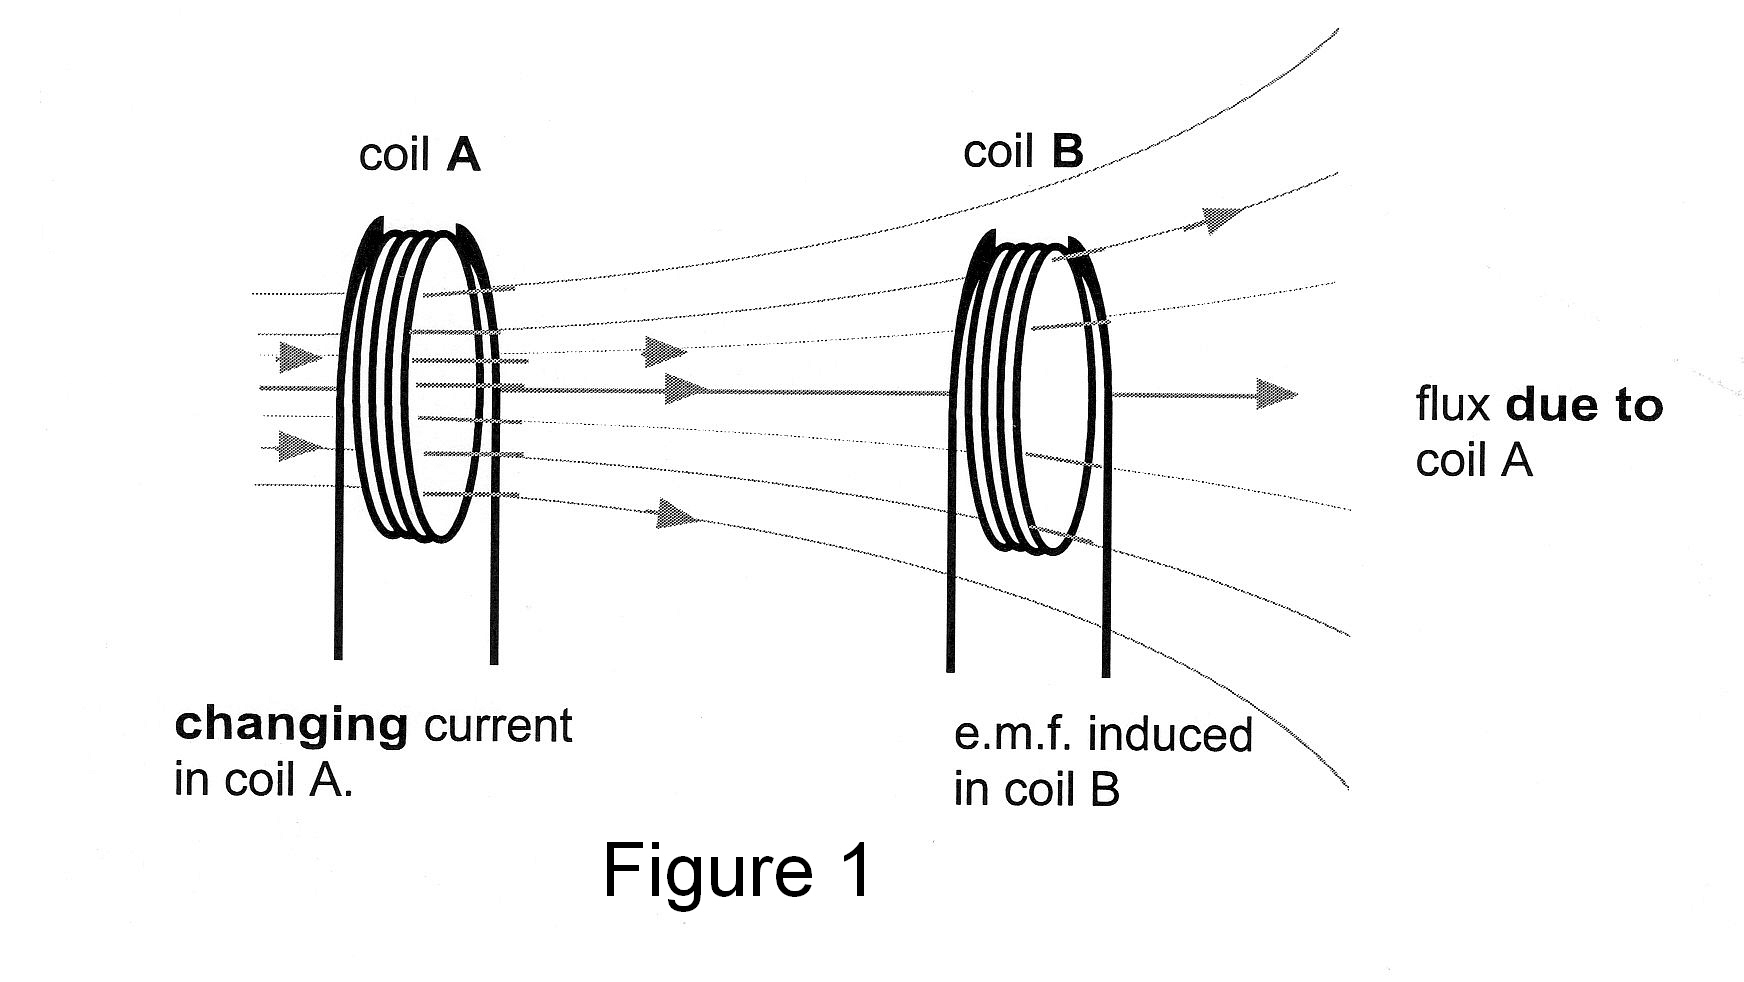 coil A
coil B
flux due to
coil A
changing current
in coil A.
e.m.f. induced
in coil B
Figure 1